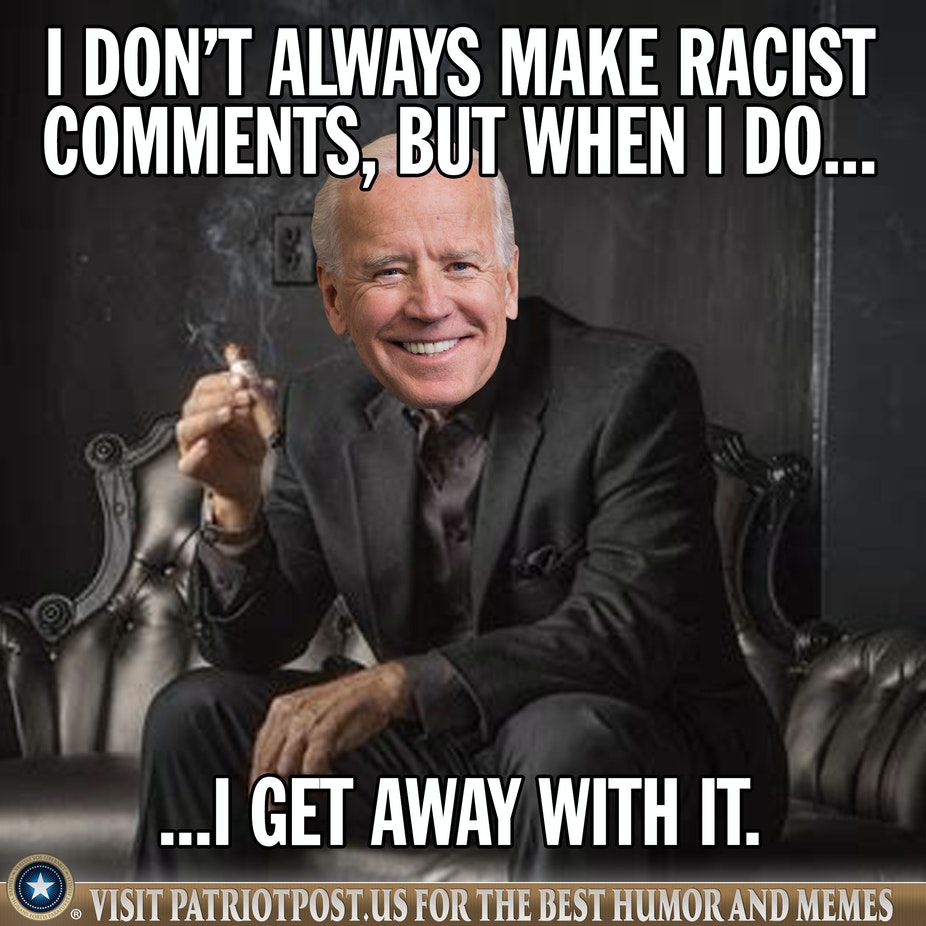 I DON'T ALWAYS MAKE RACIST
COMMENTS, BUT WHEN I DO...
...I GET AWAY WITH IT.
® VISIT PATRIOTPOST.US FOR THE BEST HUMOR AND MEMES